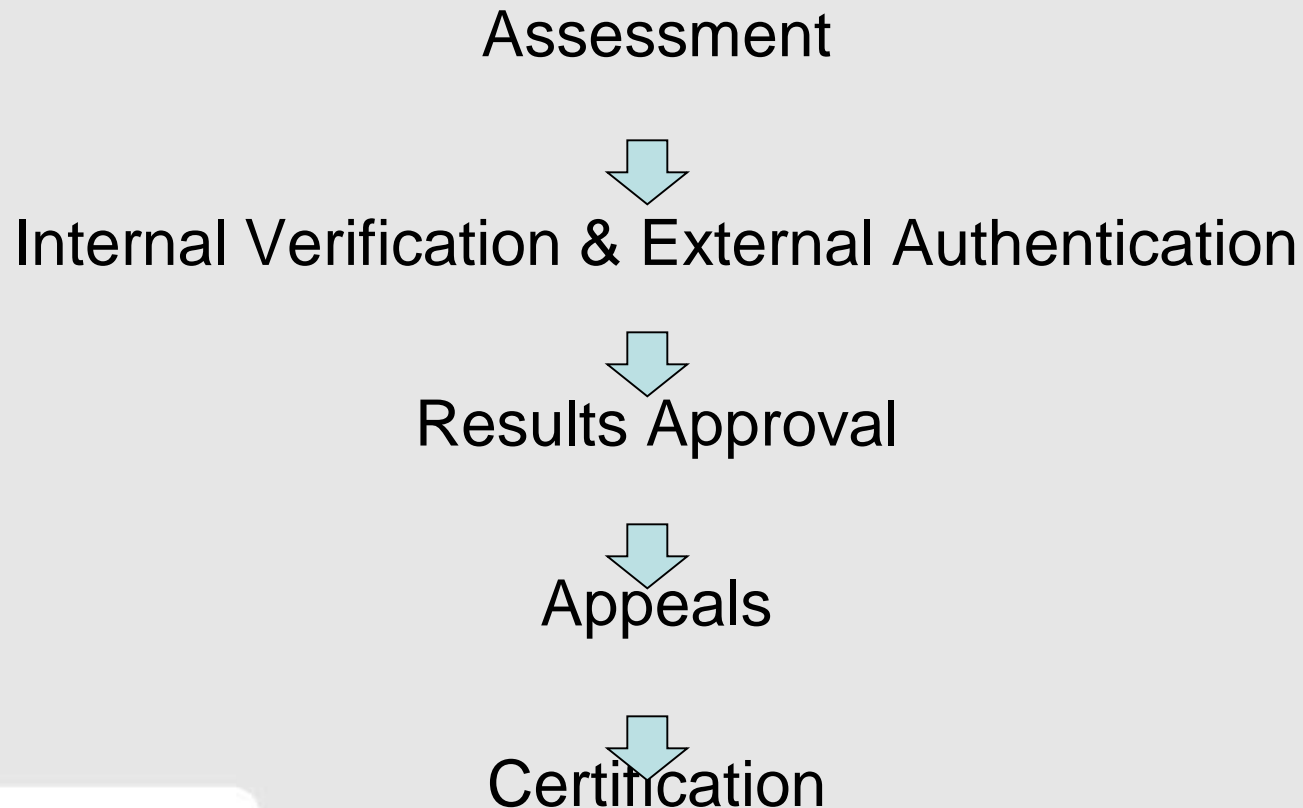 Assessment
Internal Verification & External Authentication
Results Approval
Appeals
Certification